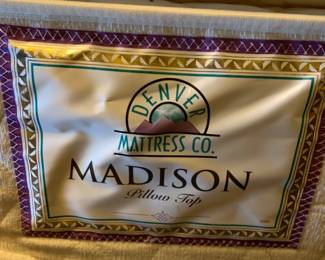 DENVER
MATTRESS CO.
MADISON
Pillow Top